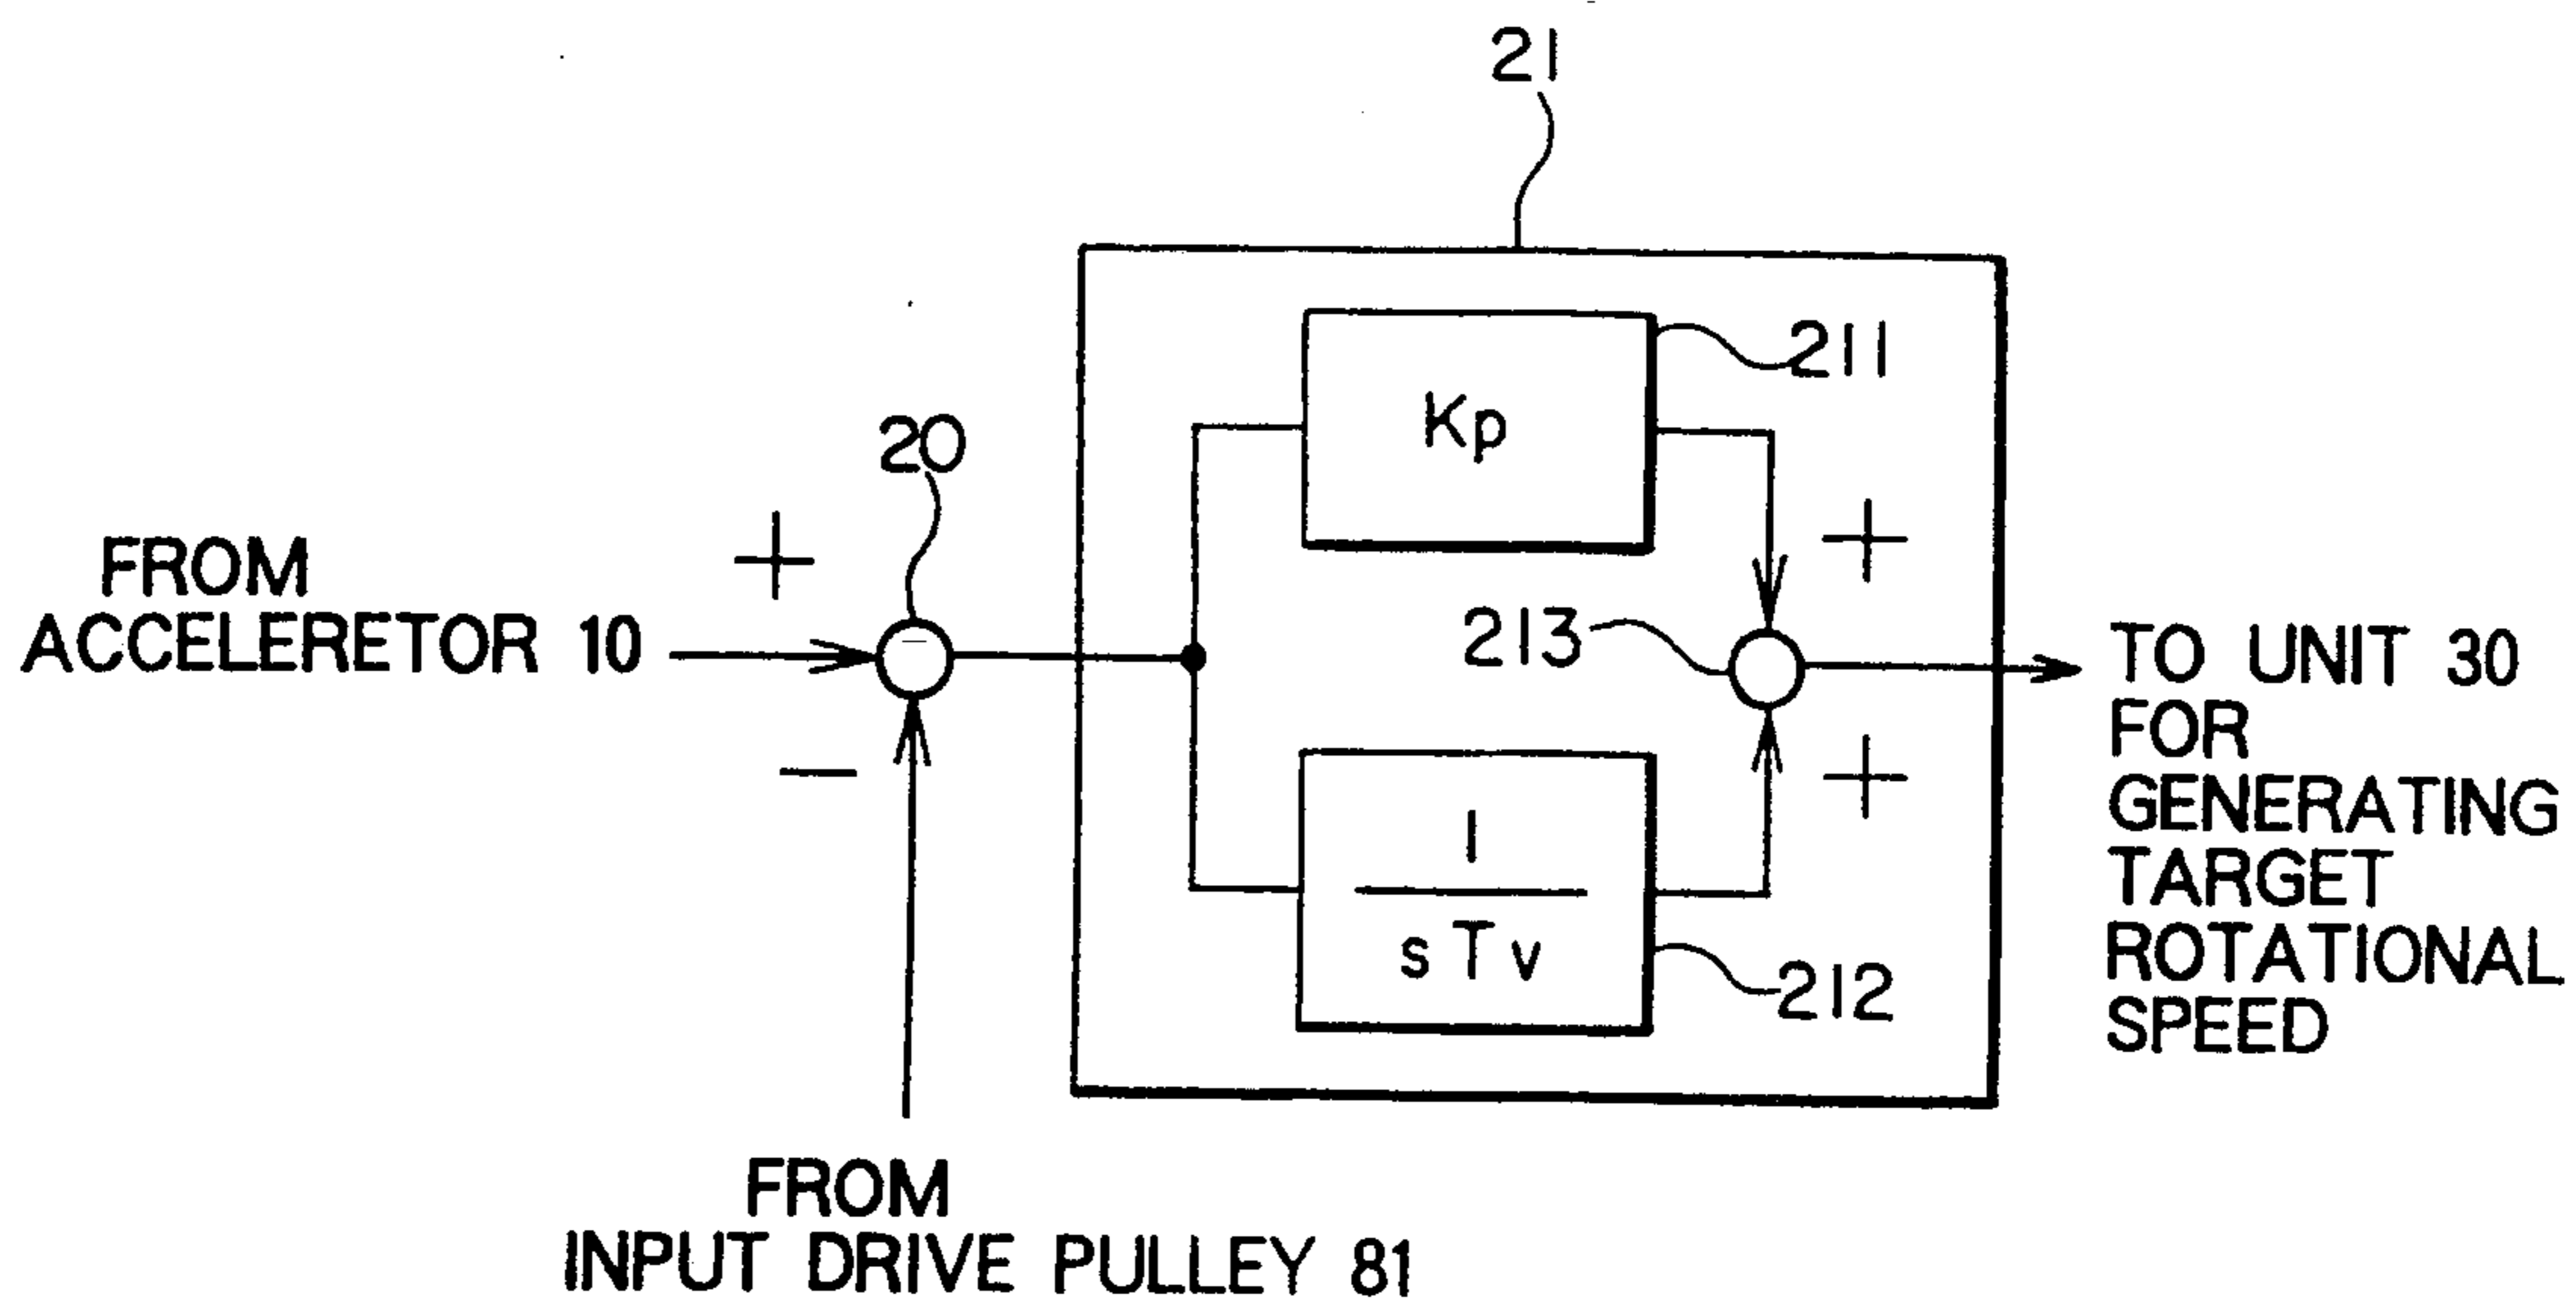 21
211
Kp
20
+
+
FROM
ACCELERETOR 10
213
TO UNIT 30
FOR
GENERATING
TARGET
ROTATIONAL
SPEED
−
+
1
sTv
212
FROM
INPUT DRIVE PULLEY 81